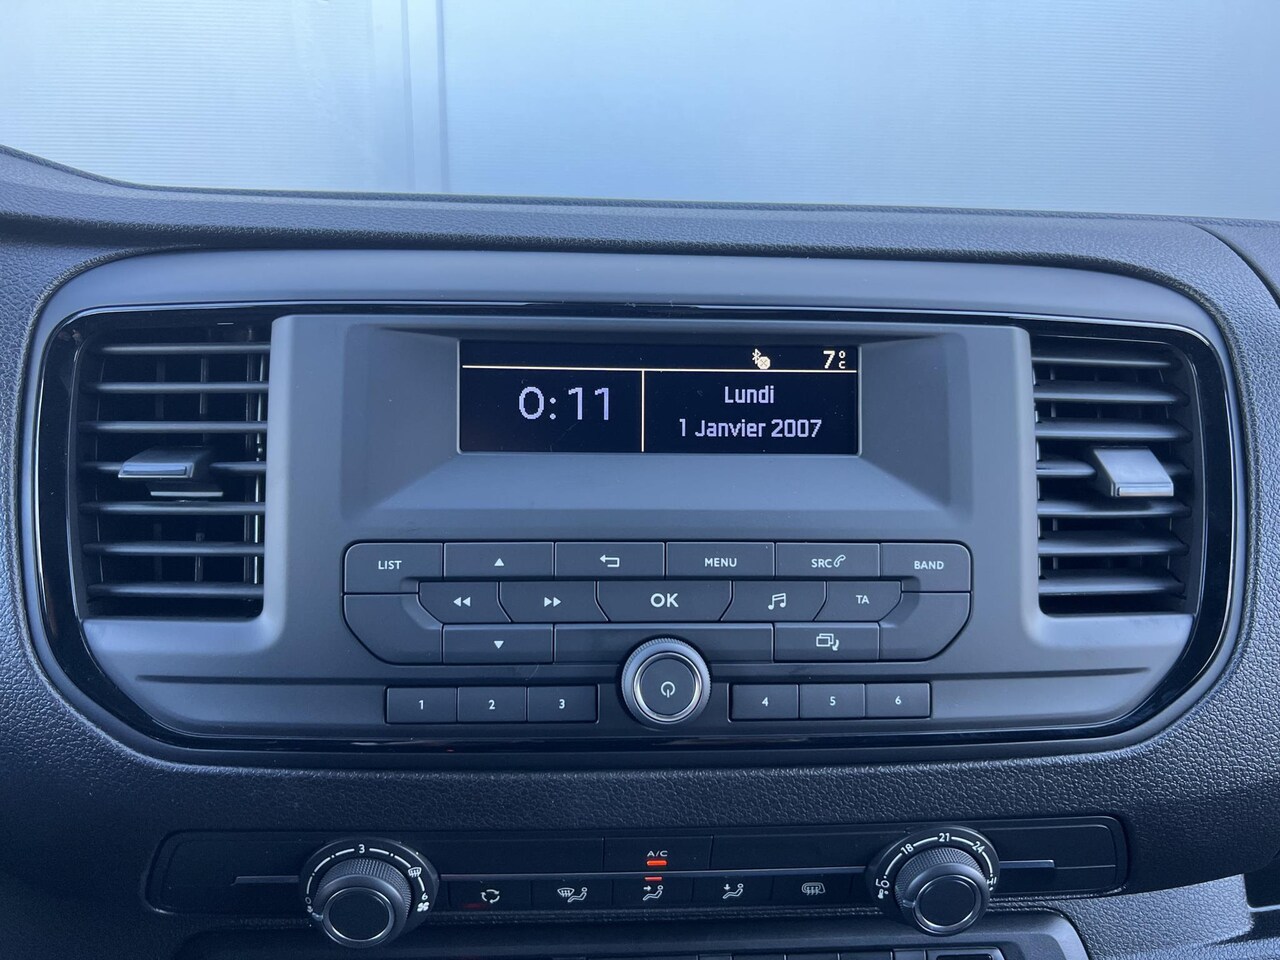 7°C
0:11
Lundi
1 Janvier 2007
LIST
MENU
SRC
BAND
OK
TA
1 2 3 4 5 6
A/C
3
6
18 21 24